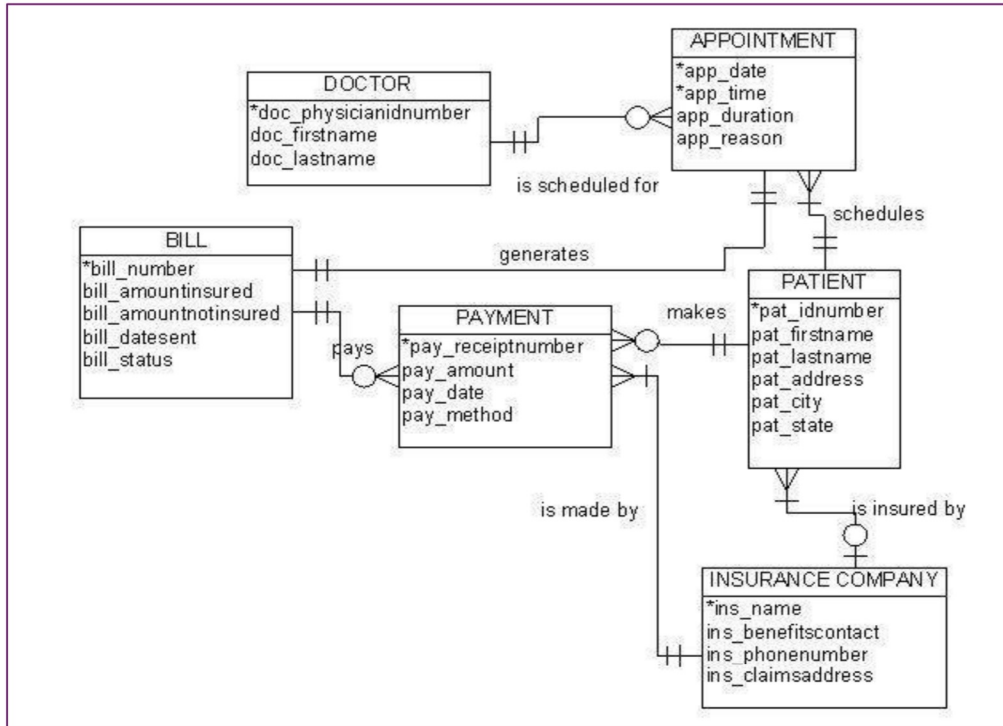 APPOINTMENT
*app_date
*app_time
app_duration
app_reason
DOCTOR
*doc_physicianidnumber
doc_firstname
doc_lastname
is scheduled for
schedules
BILL
*bill_number
bill_amountinsured
bill_amountnotinsured
bill_datesent
bill_status
generates
PATIENT
*pat_idnumber
pat_firstname
pat_lastname
pat_address
pat_city
pat_state
makes
PAYMENT
*pay_receiptnumber
pay_amount
pay_date
pay_method
pays
is made by
is insured by
INSURANCE COMPANY
*ins_name
ins_benefitscontact
ins_phonenumber
ins_claimsaddress